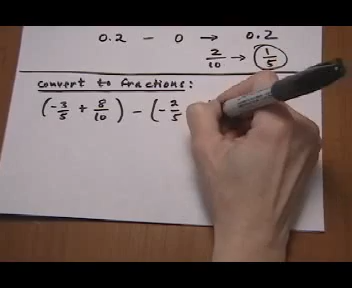 0.2 - 0 → 0.2
2/10 → 1/5
Convert to fractions:
(-3/5 + 8/10) - (-2/5